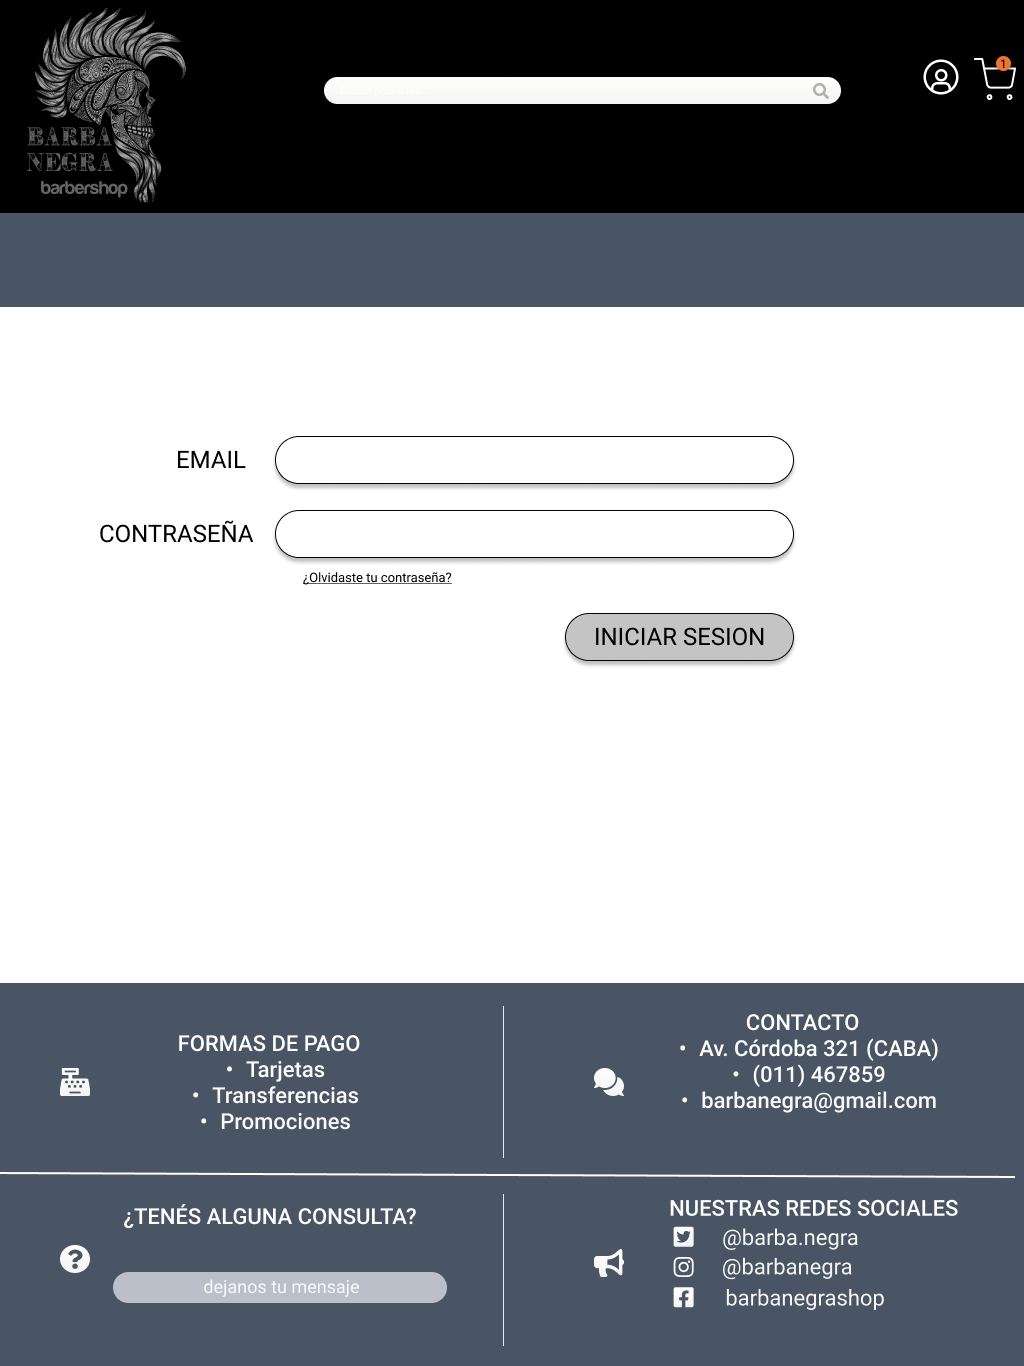 BARBA
NEGRA
barbershop
1
EMAIL
CONTRASEÑA
¿Olvidaste tu contraseña?
INICIAR SESION
FORMAS DE PAGO
• Tarjetas
• Transferencias
• Promociones
CONTACTO
• Av. Córdoba 321 (CABA)
• (011) 467859
• barbanegra@gmail.com
¿TENÉS ALGUNA CONSULTA?
dejanos tu mensaje
NUESTRAS REDES SOCIALES
@barba.negra
@barbanegra
barbanegrashop